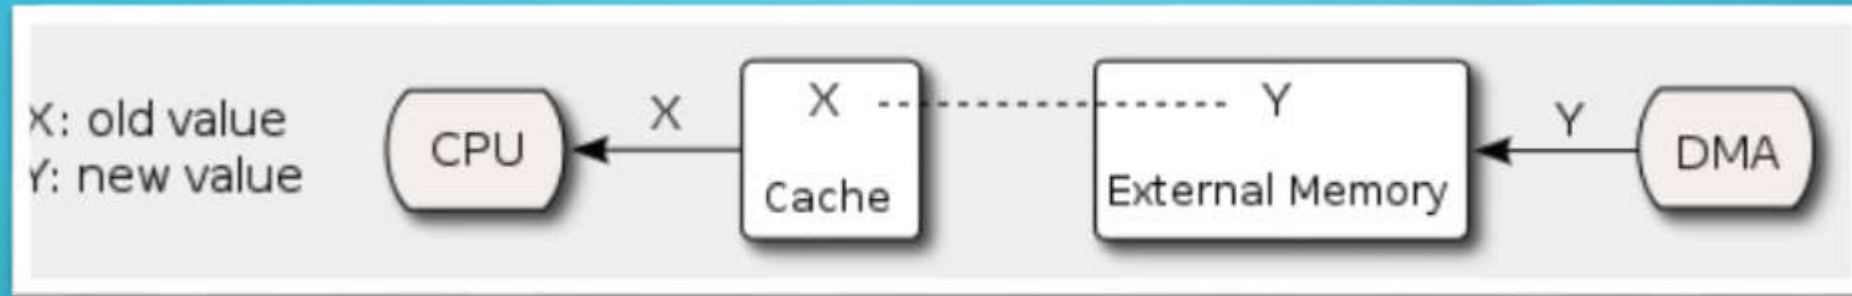 X: old value
Y: new value
CPU
X
X
Cache
Y
External Memory
Y
DMA